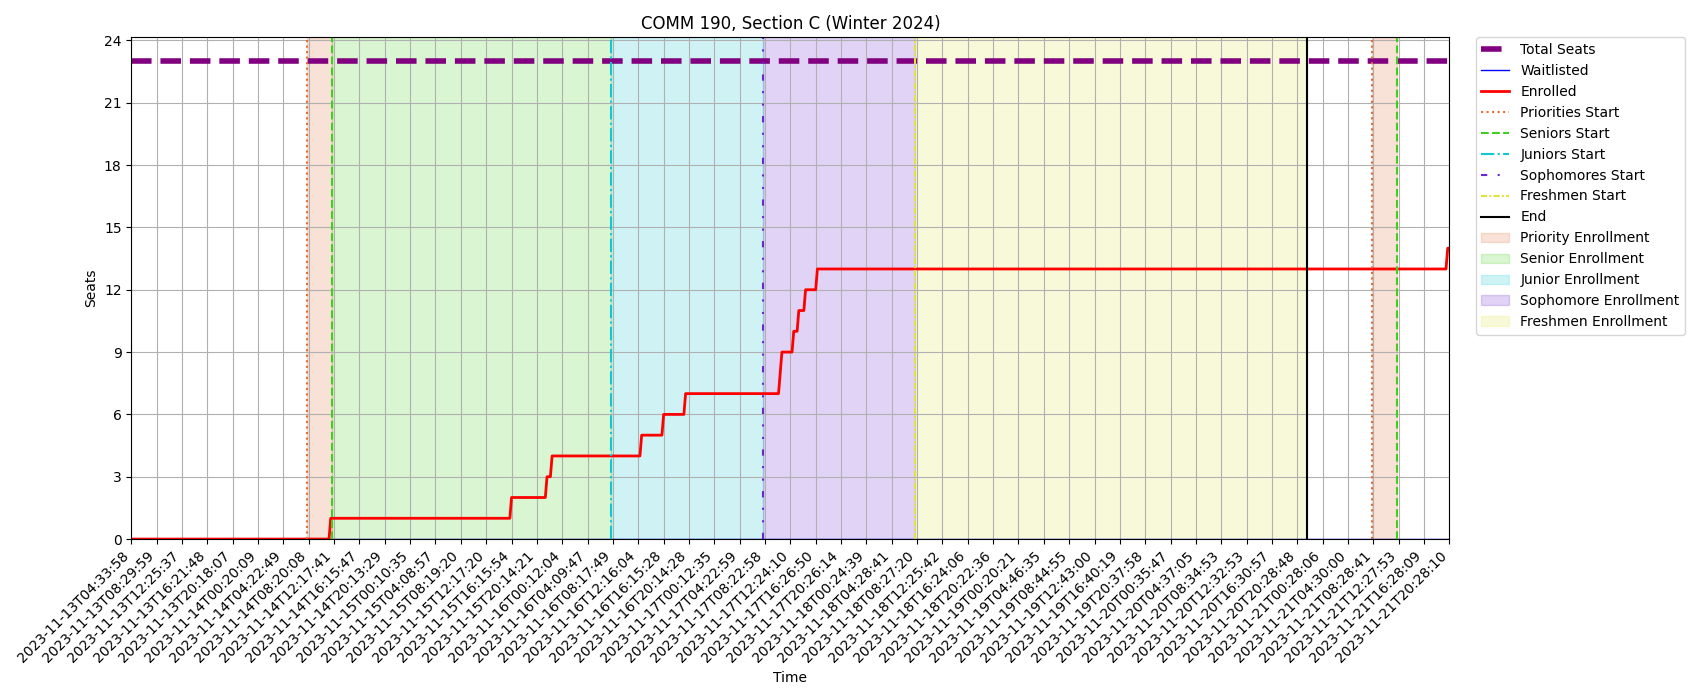 COMM 190, Section C (Winter 2024)
24
21
18
15
12
9
6
3
0
Seats
2023-11-13T04:33:58
2023-11-13T08:29:59
2023-11-13T12:25:37
2023-11-13T16:21:48
2023-11-13T20:18:07
2023-11-14T00:20:09
2023-11-14T04:22:49
2023-11-14T08:20:08
2023-11-14T12:17:41
2023-11-14T16:15:47
2023-11-14T20:13:29
2023-11-15T00:10:35
2023-11-15T04:08:57
2023-11-15T08:19:20
2023-11-15T12:17:20
2023-11-15T16:15:54
2023-11-15T20:14:21
2023-11-16T00:12:04
2023-11-16T04:09:47
2023-11-16T08:17:49
2023-11-16T12:16:04
2023-11-16T16:15:28
2023-11-16T20:14:28
2023-11-17T00:12:35
2023-11-17T04:22:59
2023-11-17T08:22:58
2023-11-17T12:24:10
2023-11-17T16:26:50
2023-11-17T20:26:14
2023-11-18T00:24:39
2023-11-18T04:28:41
2023-11-18T08:27:20
2023-11-18T12:25:42
2023-11-18T16:24:06
2023-11-18T20:22:36
2023-11-19T00:20:21
2023-11-19T04:46:35
2023-11-19T08:44:55
2023-11-19T12:43:00
2023-11-19T16:40:19
2023-11-19T20:37:58
2023-11-20T00:35:47
2023-11-20T04:37:05
2023-11-20T08:34:53
2023-11-20T12:32:53
2023-11-20T16:30:57
2023-11-20T20:28:48
2023-11-21T00:28:06
2023-11-21T04:30:00
2023-11-21T08:28:41
2023-11-21T12:27:53
2023-11-21T16:28:09
2023-11-21T20:28:10
Time
Total Seats
Waitlisted
Enrolled
Priorities Start
Seniors Start
Juniors Start
Sophomores Start
Freshmen Start
End
Priority Enrollment
Senior Enrollment
Junior Enrollment
Sophomore Enrollment
Freshmen Enrollment